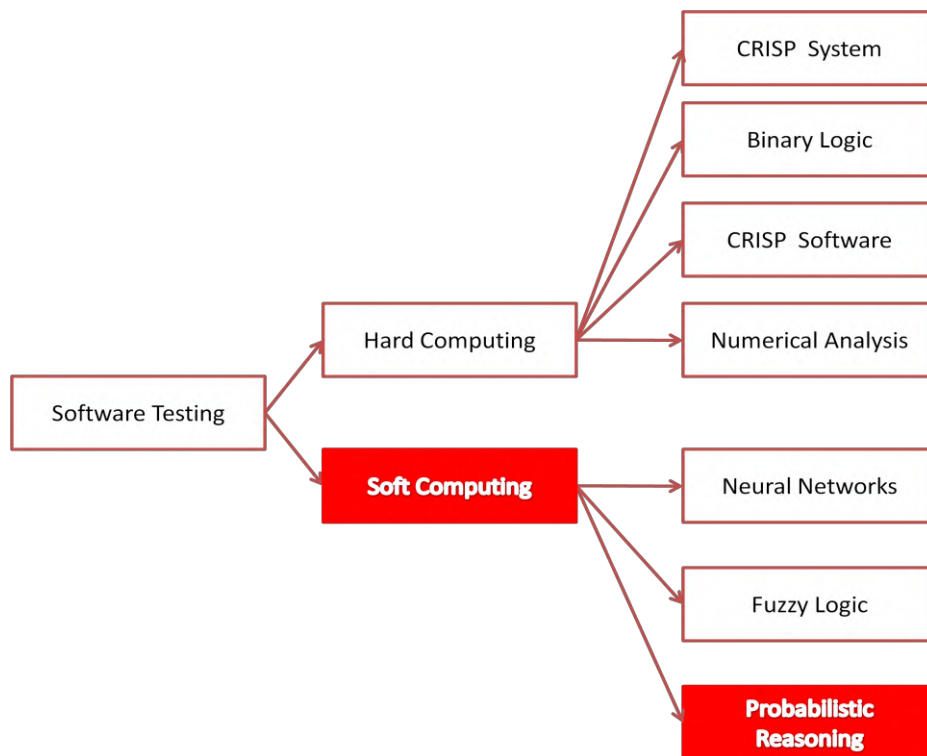 CRISP System
Binary Logic
CRISP Software
Hard Computing
Numerical Analysis
Software Testing
Soft Computing
Neural Networks
Fuzzy Logic
Probabilistic
Reasoning